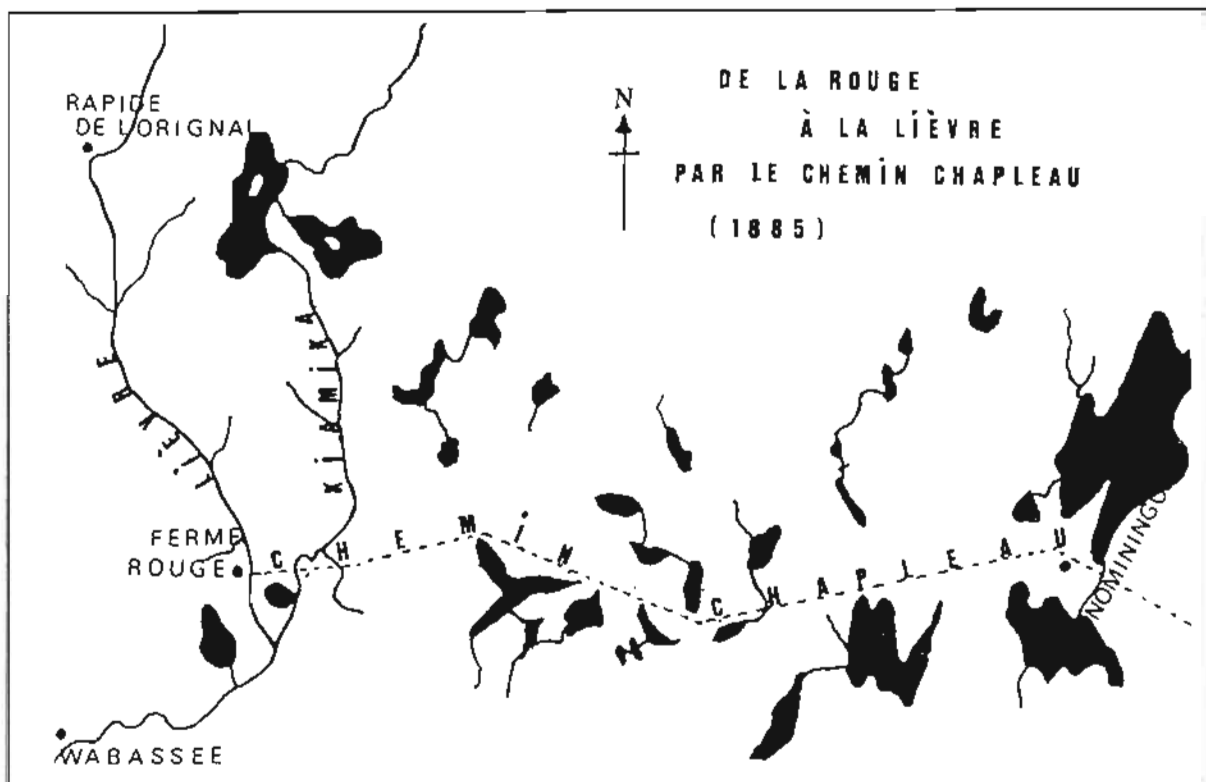 DE LA ROUGE
À LA LIÈVRE
PAR LE CHEMIN CHAPLEAU
(1885)
N
RAPIDE
DE L'ORIGNAL
LIÈVRE
KIAMIKA
FERME
ROUGE
CHEMIN CHAPLEAU
NOMININGUE
WABASSEE